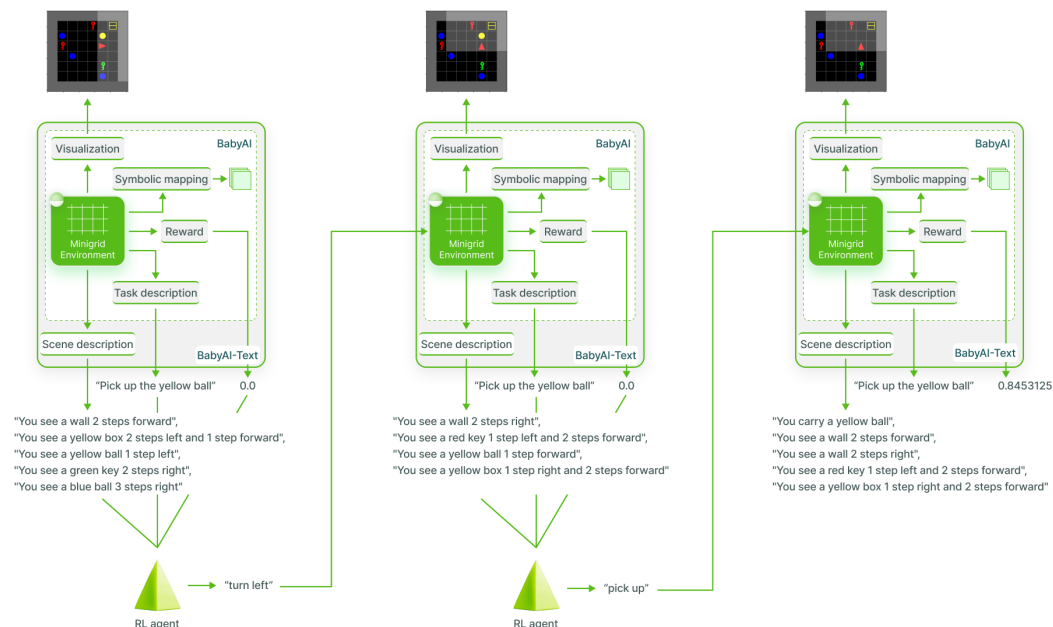 BabyAI
Visualization
Symbolic mapping
Minigrid
Environment
Reward
Task description
Scene description
BabyAI-Text
“Pick up the yellow ball”
0.0
"You see a wall 2 steps forward",
"You see a yellow box 2 steps left and 1 step forward",
"You see a yellow ball 1 step left",
"You see a green key 2 steps right",
"You see a blue ball 3 steps right"
RL agent
“turn left”
BabyAI
Visualization
Symbolic mapping
Minigrid
Environment
Reward
Task description
Scene description
BabyAI-Text
“Pick up the yellow ball”
0.0
"You see a wall 2 steps right",
"You see a red key 1 step left and 2 steps forward",
"You see a yellow ball 1 step forward",
"You see a yellow box 1 step right and 2 steps forward"
RL agent
“pick up”
BabyAI
Visualization
Symbolic mapping
Minigrid
Environment
Reward
Task description
Scene description
BabyAI-Text
“Pick up the yellow ball”
0.8453125
"You carry a yellow ball",
"You see a wall 2 steps forward",
"You see a wall 2 steps right",
"You see a red key 1 step left and 2 steps forward",
"You see a yellow box 1 step right and 2 steps forward"